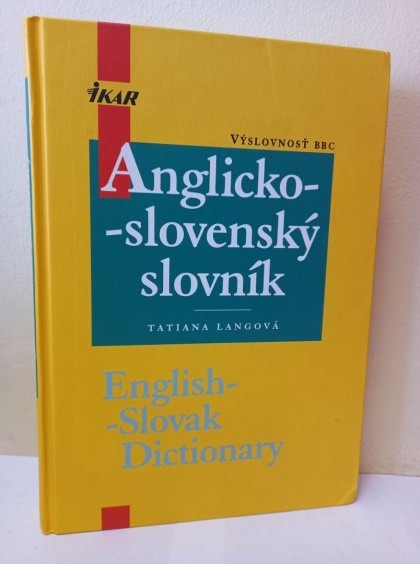 IKAR
VÝSLOVNOSŤ BBC
Anglicko-
-slovenský
slovník
TATIANA LANGOVÁ
English-
-Slovak
Dictionary